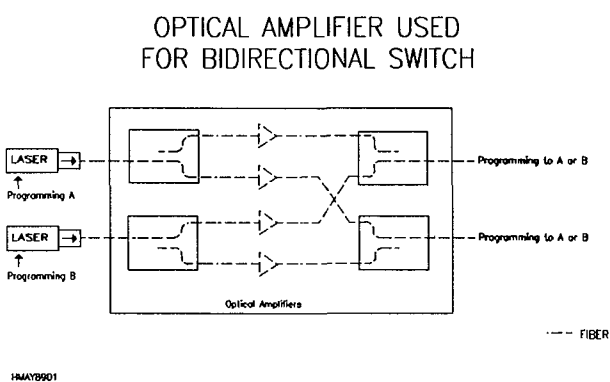 OPTICAL AMPLIFIER USED
FOR BIDIRECTIONAL SWITCH
LASER
Programming A
Programming to A or B
LASER
Programming B
Programming to A or B
Optical Amplifiers
FIBER
HMAY8901